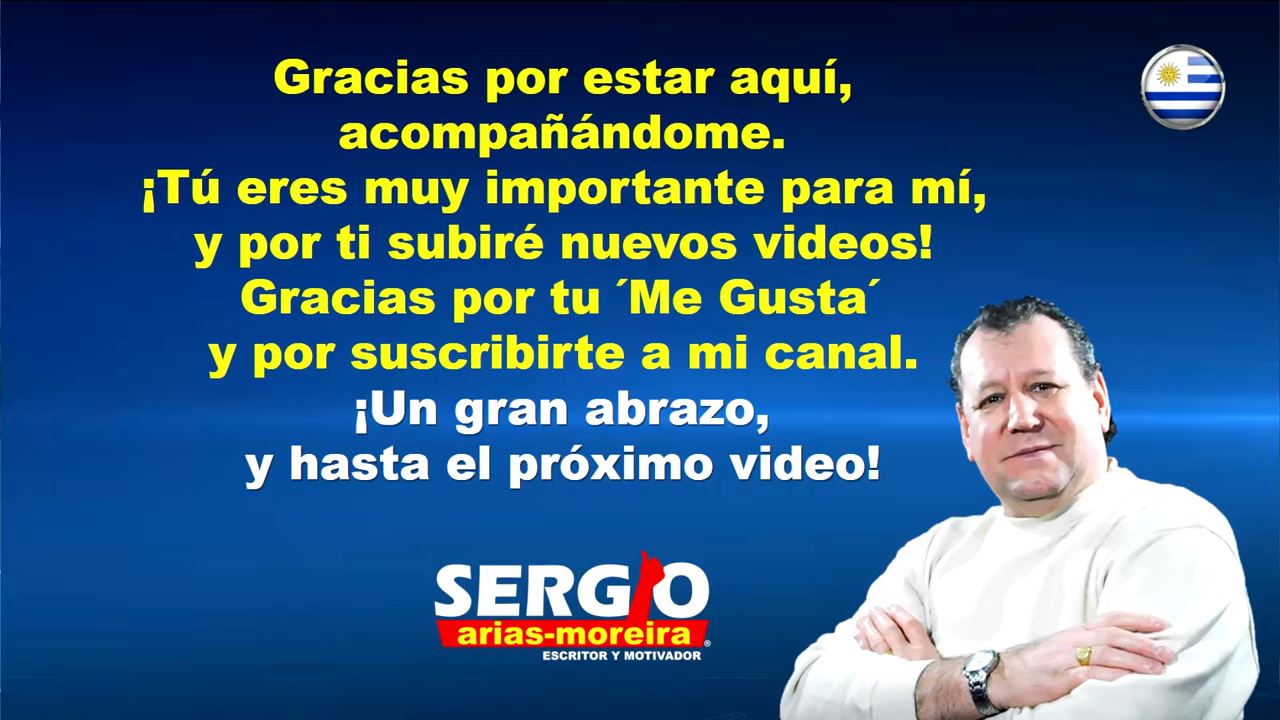 Gracias por estar aquí,
acompañándome.
¡Tú eres muy importante para mí,
y por ti subiré nuevos videos!
Gracias por tu ´Me Gusta´
y por suscribirte a mi canal.
¡Un gran abrazo,
y hasta el próximo video!
SERGIO
arias-moreira®
ESCRITOR Y MOTIVADOR